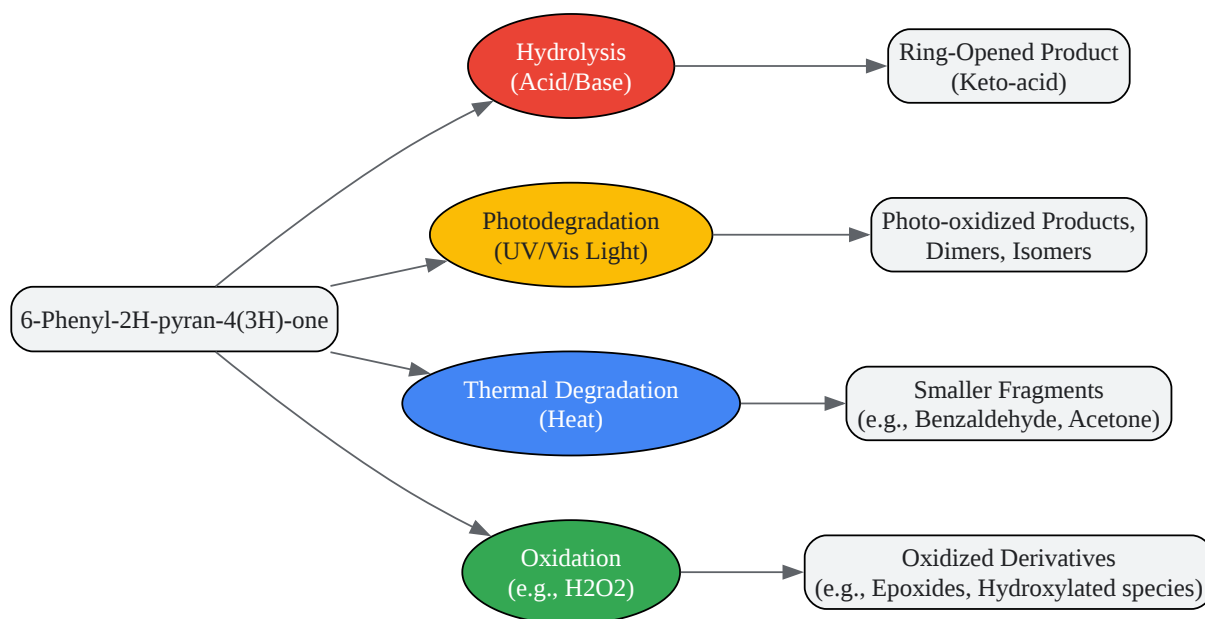 6-Phenyl-2H-pyran-4(3H)-one
Hydrolysis
(Acid/Base)
Ring-Opened Product
(Keto-acid)
Photodegradation
(UV/Vis Light)
Photo-oxidized Products,
Dimers, Isomers
Thermal Degradation
(Heat)
Smaller Fragments
(e.g., Benzaldehyde, Acetone)
Oxidation
(e.g., H2O2)
Oxidized Derivatives
(e.g., Epoxides, Hydroxylated species)